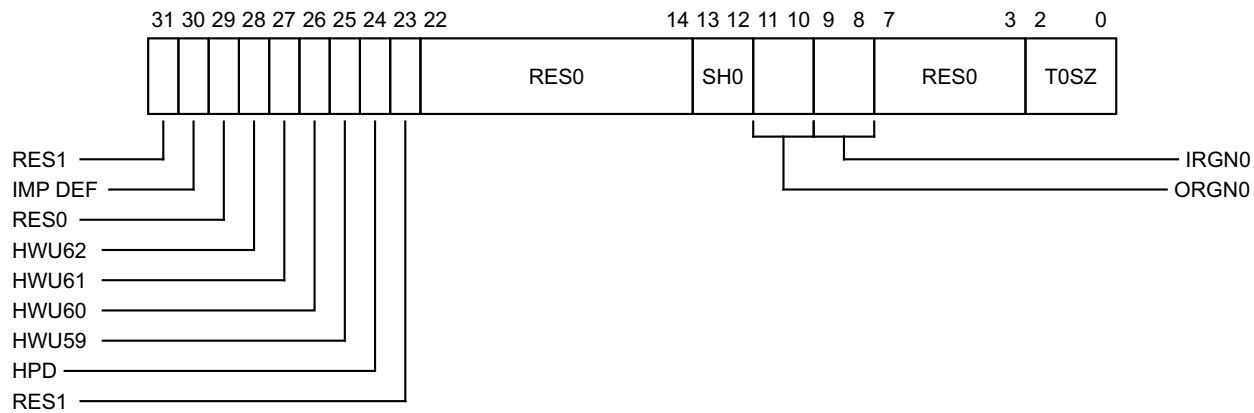 31 30 29 28 27 26 25 24 23 22 14 13 12 11 10 9 8 7 3 2 0
RES0 SH0 RES0 T0SZ
RES1 IRGN0
IMP DEF ORGN0
RES0
HWU62
HWU61
HWU60
HWU59
HPD
RES1